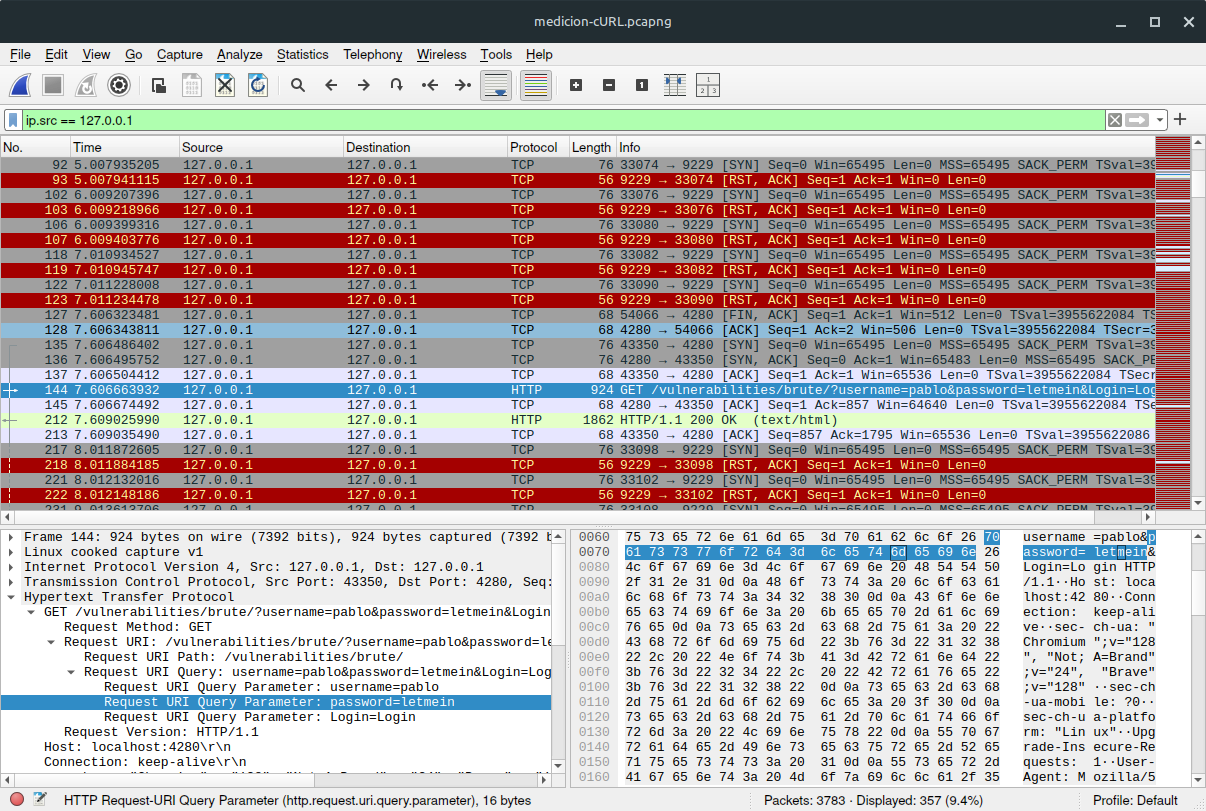 medicion-cURL.pcapng
File Edit View Go Capture Analyze Statistics Telephony Wireless Tools Help
ip.src == 127.0.0.1
No. Time Source Destination Protocol Length Info
92 5.007935205 127.0.0.1 127.0.0.1 TCP 76 33074 → 9229 [SYN] Seq=0 Win=65495 Len=0 MSS=65495 SACK_PERM TSval=39
93 5.007941115 127.0.0.1 127.0.0.1 TCP 56 9229 → 33074 [RST, ACK] Seq=1 Ack=1 Win=0 Len=0
102 6.009207396 127.0.0.1 127.0.0.1 TCP 76 33076 → 9229 [SYN] Seq=0 Win=65495 Len=0 MSS=65495 SACK_PERM TSval=39
103 6.009218966 127.0.0.1 127.0.0.1 TCP 56 9229 → 33076 [RST, ACK] Seq=1 Ack=1 Win=0 Len=0
106 6.009399316 127.0.0.1 127.0.0.1 TCP 76 33080 → 9229 [SYN] Seq=0 Win=65495 Len=0 MSS=65495 SACK_PERM TSval=39
107 6.009403776 127.0.0.1 127.0.0.1 TCP 56 9229 → 33080 [RST, ACK] Seq=1 Ack=1 Win=0 Len=0
118 7.010934527 127.0.0.1 127.0.0.1 TCP 76 33082 → 9229 [SYN] Seq=0 Win=65495 Len=0 MSS=65495 SACK_PERM TSval=39
119 7.010945747 127.0.0.1 127.0.0.1 TCP 56 9229 → 33082 [RST, ACK] Seq=1 Ack=1 Win=0 Len=0
122 7.011228008 127.0.0.1 127.0.0.1 TCP 76 33090 → 9229 [SYN] Seq=0 Win=65495 Len=0 MSS=65495 SACK_PERM TSval=39
123 7.011234478 127.0.0.1 127.0.0.1 TCP 56 9229 → 33090 [RST, ACK] Seq=1 Ack=1 Win=0 Len=0
127 7.606323481 127.0.0.1 127.0.0.1 TCP 68 54066 → 4280 [FIN, ACK] Seq=1 Ack=1 Win=512 Len=0 TSval=3955622084 TS
128 7.606343811 127.0.0.1 127.0.0.1 TCP 68 4280 → 54066 [ACK] Seq=1 Ack=2 Win=506 Len=0 TSval=3955622084 TSecr=3
135 7.606486402 127.0.0.1 127.0.0.1 TCP 76 43350 → 4280 [SYN] Seq=0 Win=65495 Len=0 MSS=65495 SACK_PERM TSval=39
136 7.606495752 127.0.0.1 127.0.0.1 TCP 76 4280 → 43350 [SYN, ACK] Seq=0 Ack=1 Win=65483 Len=0 MSS=65495 SACK_PE
137 7.606504412 127.0.0.1 127.0.0.1 TCP 68 43350 → 4280 [ACK] Seq=1 Ack=1 Win=65536 Len=0 TSval=3955622084 TSecr
144 7.606663932 127.0.0.1 127.0.0.1 HTTP 924 GET /vulnerabilities/brute/?username=pablo&password=letmein&Login=Log
145 7.606674492 127.0.0.1 127.0.0.1 TCP 68 4280 → 43350 [ACK] Seq=1 Ack=857 Win=64640 Len=0 TSval=3955622084 TSe
212 7.609025990 127.0.0.1 127.0.0.1 HTTP 1862 HTTP/1.1 200 OK (text/html)
213 7.609035490 127.0.0.1 127.0.0.1 TCP 68 43350 → 4280 [ACK] Seq=857 Ack=1795 Win=65536 Len=0 TSval=3955622086
217 8.011872605 127.0.0.1 127.0.0.1 TCP 76 33098 → 9229 [SYN] Seq=0 Win=65495 Len=0 MSS=65495 SACK_PERM TSval=39
218 8.011884185 127.0.0.1 127.0.0.1 TCP 56 9229 → 33098 [RST, ACK] Seq=1 Ack=1 Win=0 Len=0
221 8.012132016 127.0.0.1 127.0.0.1 TCP 76 33102 → 9229 [SYN] Seq=0 Win=65495 Len=0 MSS=65495 SACK_PERM TSval=39
222 8.012148186 127.0.0.1 127.0.0.1 TCP 56 9229 → 33102 [RST, ACK] Seq=1 Ack=1 Win=0 Len=0
Frame 144: 924 bytes on wire (7392 bits), 924 bytes captured (7392 b
Linux cooked capture v1
Internet Protocol Version 4, Src: 127.0.0.1, Dst: 127.0.0.1
Transmission Control Protocol, Src Port: 43350, Dst Port: 4280, Seq:
Hypertext Transfer Protocol
GET /vulnerabilities/brute/?username=pablo&password=letmein&Login
Request Method: GET
Request URI: /vulnerabilities/brute/?username=pablo&password=le
Request URI Path: /vulnerabilities/brute/
Request URI Query: username=pablo&password=letmein&Login=Log
Request URI Query Parameter: username=pablo
Request URI Query Parameter: password=letmein
Request URI Query Parameter: Login=Login
Request Version: HTTP/1.1
Host: localhost:4280\r\n
Connection: keep-alive\r\n
0060 75 73 65 72 6e 61 6d 65 3d 70 61 62 6c 6f 26 70 username =pablo&p
0070 61 73 73 77 6f 72 64 3d 6c 65 74 6d 65 69 6e 26 assword= letmein&
0080 4c 6f 67 69 6e 3d 4c 6f 67 69 6e 20 48 54 54 50 Login=Lo gin HTTP
0090 2f 31 2e 31 0d 0a 48 6f 73 74 3a 20 6c 6f 63 61 /1.1··Ho st: loca
00a0 6c 68 6f 73 74 3a 34 32 38 30 0d 0a 43 6f 6e 6e lhost:42 80··Conn
00b0 65 63 74 69 6f 6e 3a 20 6b 65 65 70 2d 61 6c 69 ection: keep-ali
00c0 76 65 0d 0a 73 65 63 2d 63 68 2d 75 61 3a 20 22 ve··sec- ch-ua: "
00d0 43 68 72 6f 6d 69 75 6d 22 3b 76 3d 22 31 32 38 Chromium ";v="128
00e0 22 2c 20 22 4e 6f 74 3b 41 3d 42 72 61 6e 64 22 ", "Not; A=Brand"
00f0 3b 76 3d 22 32 34 22 2c 20 22 42 72 61 76 65 22 ;v="24", "Brave"
0100 3b 76 3d 22 31 32 38 22 0d 0a 73 65 63 2d 63 68 ;v="128" ··sec-ch
0110 2d 75 61 2d 6d 6f 62 69 6c 65 3a 20 3f 30 0d 0a -ua-mobi le: ?0··
0120 73 65 63 2d 63 68 2d 75 61 2d 70 6c 61 74 66 6f sec-ch-u a-platfo
0130 72 6d 3a 20 22 4c 69 6e 75 78 22 0d 0a 55 70 67 rm: "Lin ux"··Upg
0140 72 61 64 65 2d 49 6e 73 65 63 75 72 65 2d 52 65 rade-Ins ecure-Re
0150 71 75 65 73 74 73 3a 20 31 0d 0a 55 73 65 72 2d quests: 1··User-
0160 41 67 65 6e 74 3a 20 4d 6f 7a 69 6c 6c 61 2f 35 Agent: M ozilla/5
HTTP Request-URI Query Parameter (http.request.uri.query.parameter), 16 bytes
Packets: 3783 · Displayed: 357 (9.4%)
Profile: Default